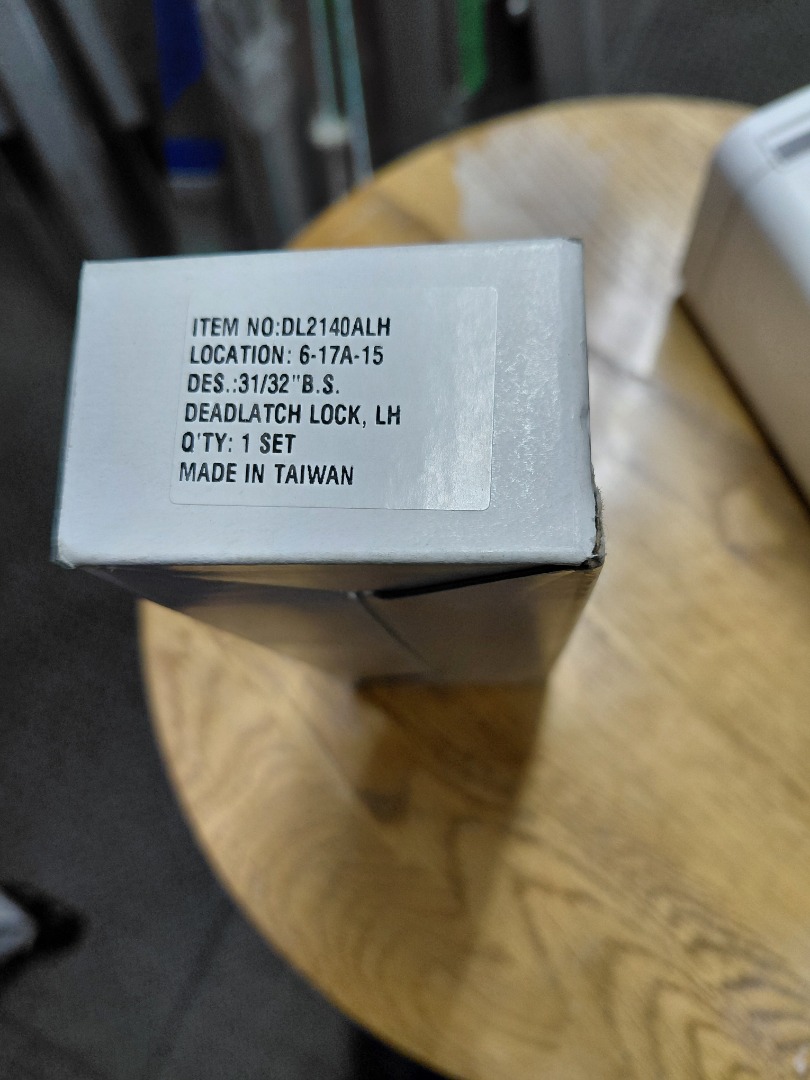 ITEM NO:DL2140ALH
LOCATION: 6-17A-15
DES.:31/32"B.S.
DEADLATCH LOCK, LH
Q'TY: 1 SET
MADE IN TAIWAN